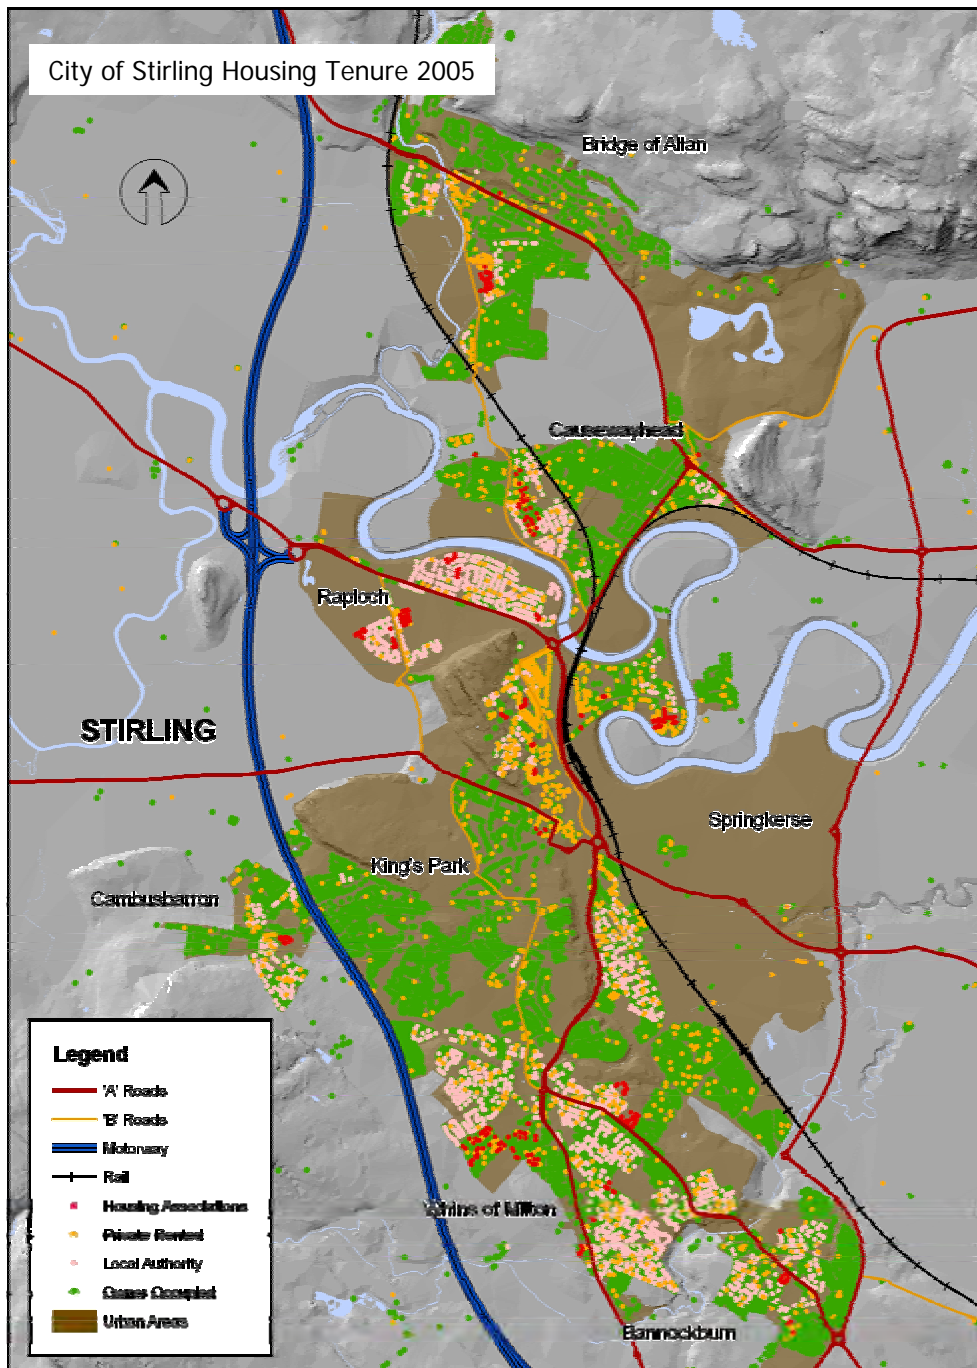 City of Stirling Housing Tenure 2005
Bridge of Allan
Causewayhead
Raploch
STIRLING
Springkerse
King's Park
Cambusbarron
Whins of Milton
Bannockburn
Legend
'A' Roads
'B' Roads
Motorway
Rail
Housing Associations
Private Rented
Local Authority
Owner Occupied
Urban Areas